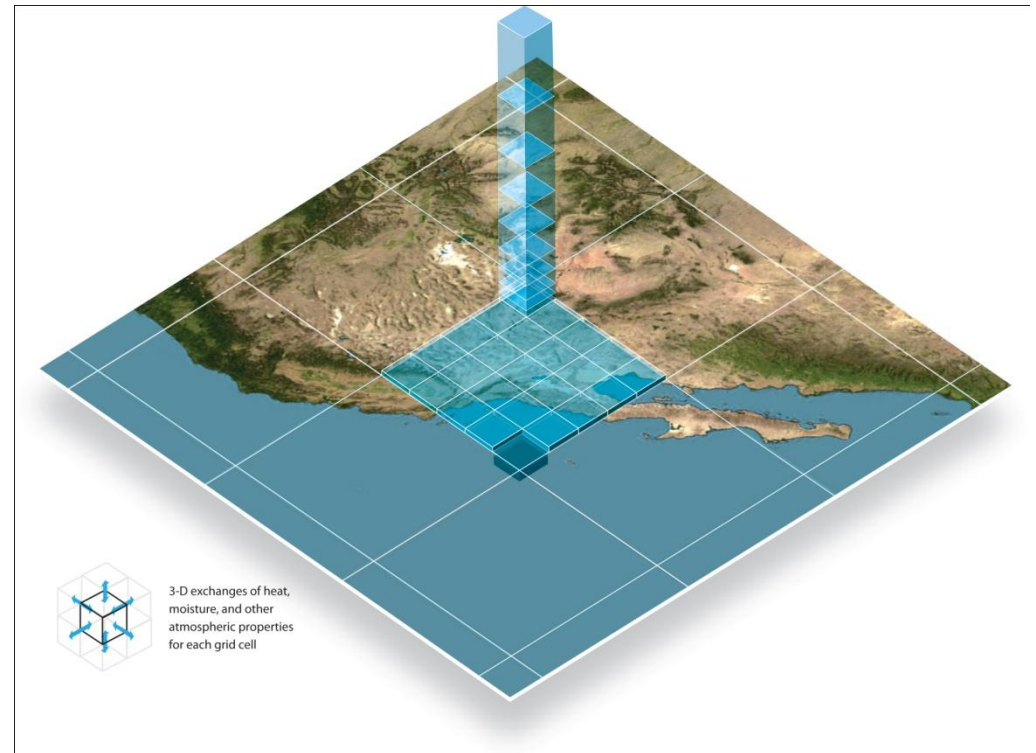 3-D exchanges of heat,
moisture, and other
atmospheric properties
for each grid cell